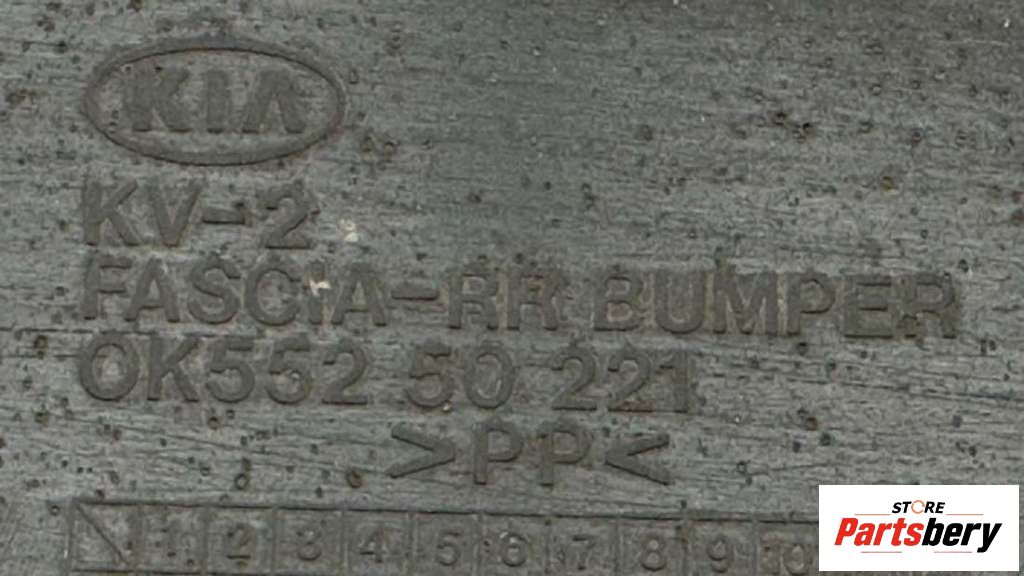 KIA
KV-2
FASCIA-RR BUMPER
OK552 50 221
>PP<
1 2 3 4 5 6 7 8 9 10
STORE
Partsbery